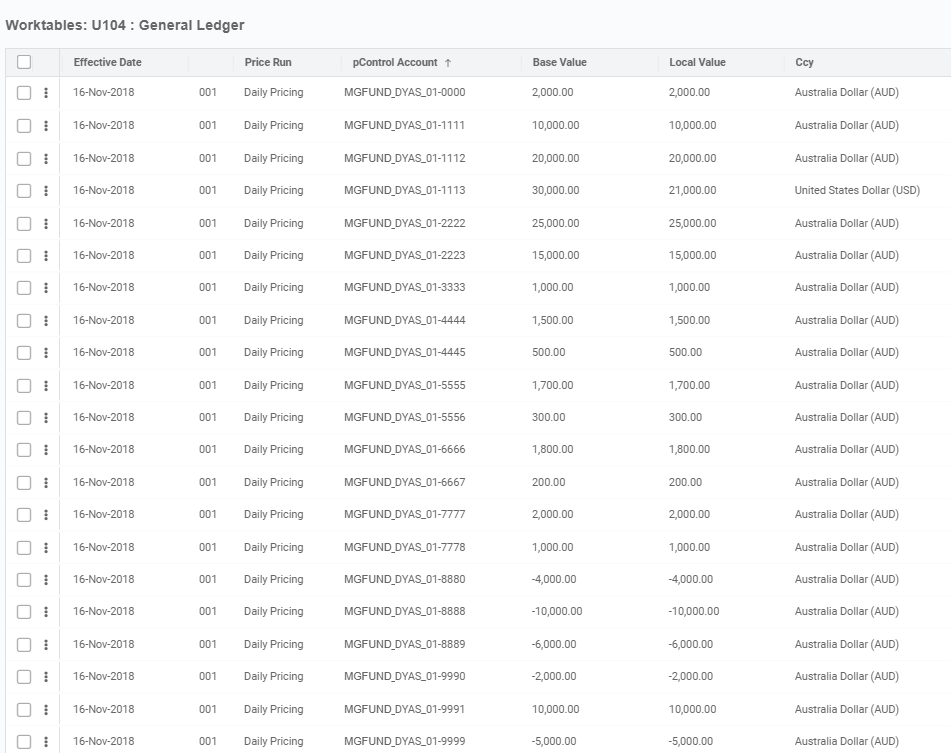 Worktables: U104 : General Ledger
Effective Date Price Run pControl Account ↑ Base Value Local Value Ccy
16-Nov-2018 001 Daily Pricing MGFUND_DYAS_01-0000 2,000.00 2,000.00 Australia Dollar (AUD)
16-Nov-2018 001 Daily Pricing MGFUND_DYAS_01-1111 10,000.00 10,000.00 Australia Dollar (AUD)
16-Nov-2018 001 Daily Pricing MGFUND_DYAS_01-1112 20,000.00 20,000.00 Australia Dollar (AUD)
16-Nov-2018 001 Daily Pricing MGFUND_DYAS_01-1113 30,000.00 21,000.00 United States Dollar (USD)
16-Nov-2018 001 Daily Pricing MGFUND_DYAS_01-2222 25,000.00 25,000.00 Australia Dollar (AUD)
16-Nov-2018 001 Daily Pricing MGFUND_DYAS_01-2223 15,000.00 15,000.00 Australia Dollar (AUD)
16-Nov-2018 001 Daily Pricing MGFUND_DYAS_01-3333 1,000.00 1,000.00 Australia Dollar (AUD)
16-Nov-2018 001 Daily Pricing MGFUND_DYAS_01-4444 1,500.00 1,500.00 Australia Dollar (AUD)
16-Nov-2018 001 Daily Pricing MGFUND_DYAS_01-4445 500.00 500.00 Australia Dollar (AUD)
16-Nov-2018 001 Daily Pricing MGFUND_DYAS_01-5555 1,700.00 1,700.00 Australia Dollar (AUD)
16-Nov-2018 001 Daily Pricing MGFUND_DYAS_01-5556 300.00 300.00 Australia Dollar (AUD)
16-Nov-2018 001 Daily Pricing MGFUND_DYAS_01-6666 1,800.00 1,800.00 Australia Dollar (AUD)
16-Nov-2018 001 Daily Pricing MGFUND_DYAS_01-6667 200.00 200.00 Australia Dollar (AUD)
16-Nov-2018 001 Daily Pricing MGFUND_DYAS_01-7777 2,000.00 2,000.00 Australia Dollar (AUD)
16-Nov-2018 001 Daily Pricing MGFUND_DYAS_01-7778 1,000.00 1,000.00 Australia Dollar (AUD)
16-Nov-2018 001 Daily Pricing MGFUND_DYAS_01-8880 -4,000.00 -4,000.00 Australia Dollar (AUD)
16-Nov-2018 001 Daily Pricing MGFUND_DYAS_01-8888 -10,000.00 -10,000.00 Australia Dollar (AUD)
16-Nov-2018 001 Daily Pricing MGFUND_DYAS_01-8889 -6,000.00 -6,000.00 Australia Dollar (AUD)
16-Nov-2018 001 Daily Pricing MGFUND_DYAS_01-9990 -2,000.00 -2,000.00 Australia Dollar (AUD)
16-Nov-2018 001 Daily Pricing MGFUND_DYAS_01-9991 10,000.00 10,000.00 Australia Dollar (AUD)
16-Nov-2018 001 Daily Pricing MGFUND_DYAS_01-9999 -5,000.00 -5,000.00 Australia Dollar (AUD)